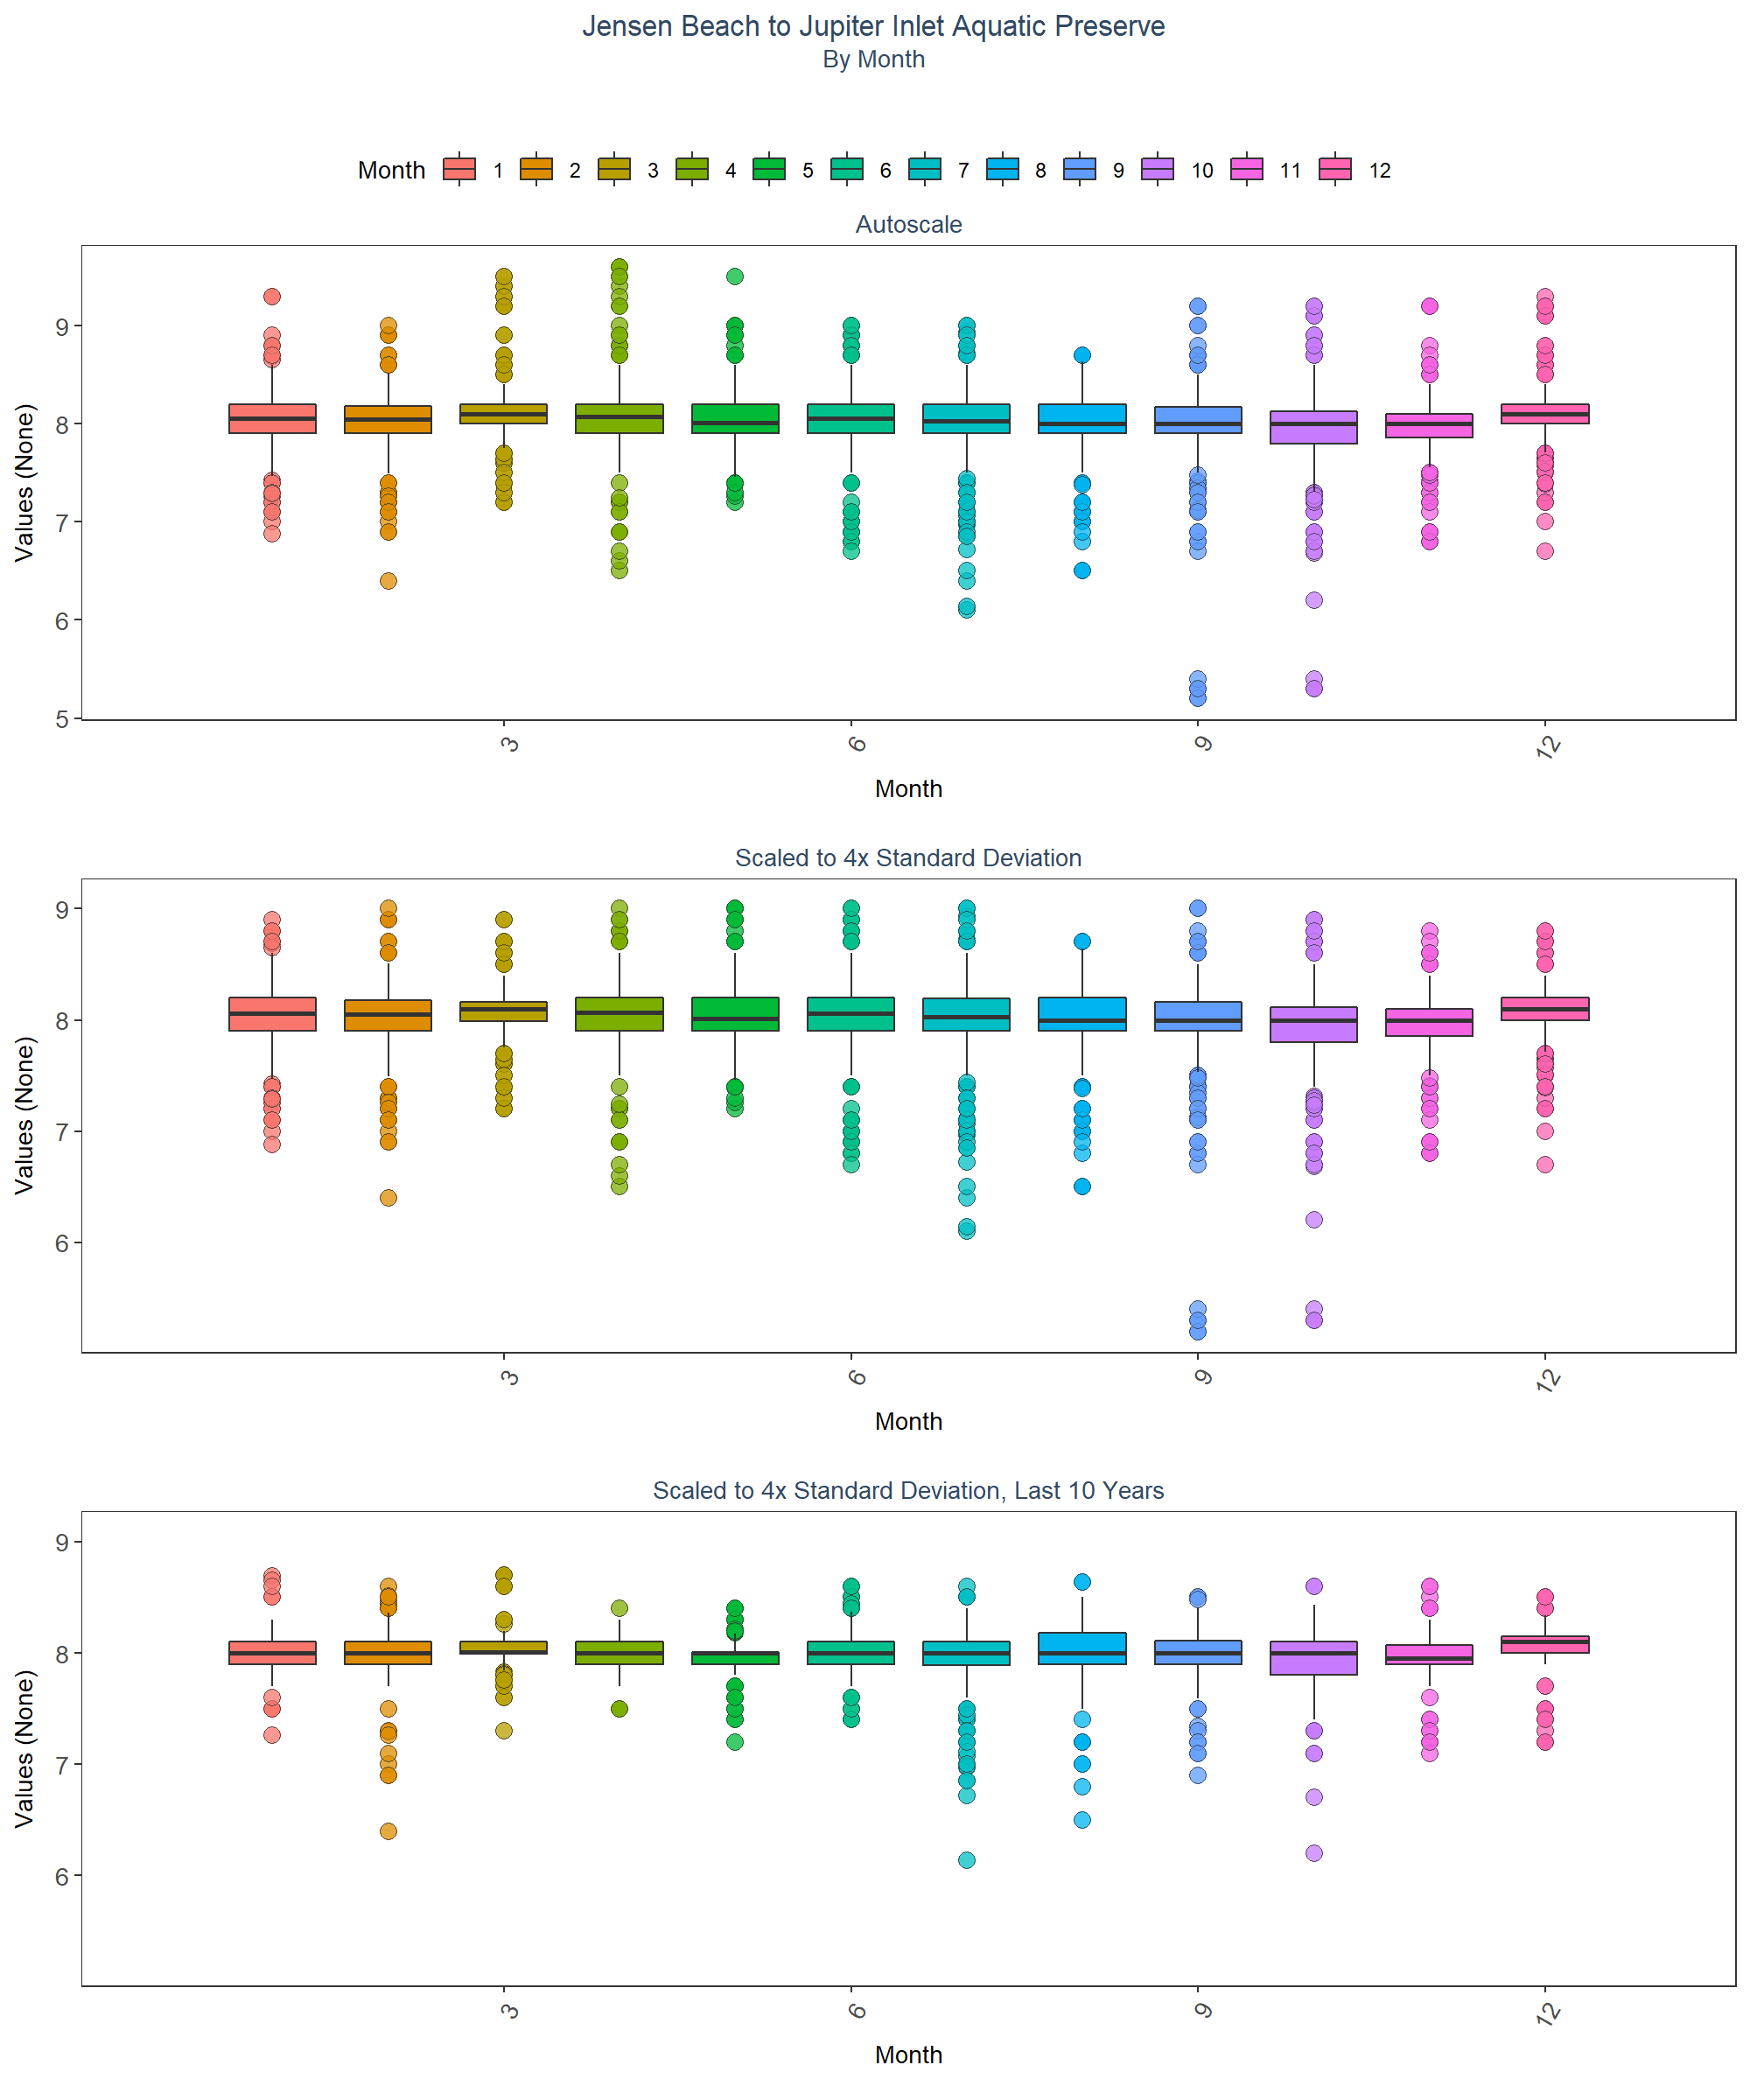 Jensen Beach to Jupiter Inlet Aquatic Preserve
By Month
Month 1 2 3 4 5 6 7 8 9 10 11 12
Autoscale
Values (None)
9
8
7
6
5
3 6 9 12
Month
Scaled to 4x Standard Deviation
Values (None)
9
8
7
6
3 6 9 12
Month
Scaled to 4x Standard Deviation, Last 10 Years
Values (None)
9
8
7
6
3 6 9 12
Month